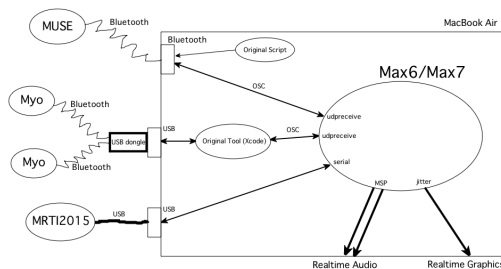 MUSE
Bluetooth
MacBook Air
Bluetooth
Original Script
Max6/Max7
OSC
Myo
Bluetooth
udpreceive
USB
OSC
USB dongle
Original Tool (Xcode)
udpreceive
Myo
Bluetooth
serial
MSP
jitter
MRTI2015
USB
USB
Realtime Audio
Realtime Graphics